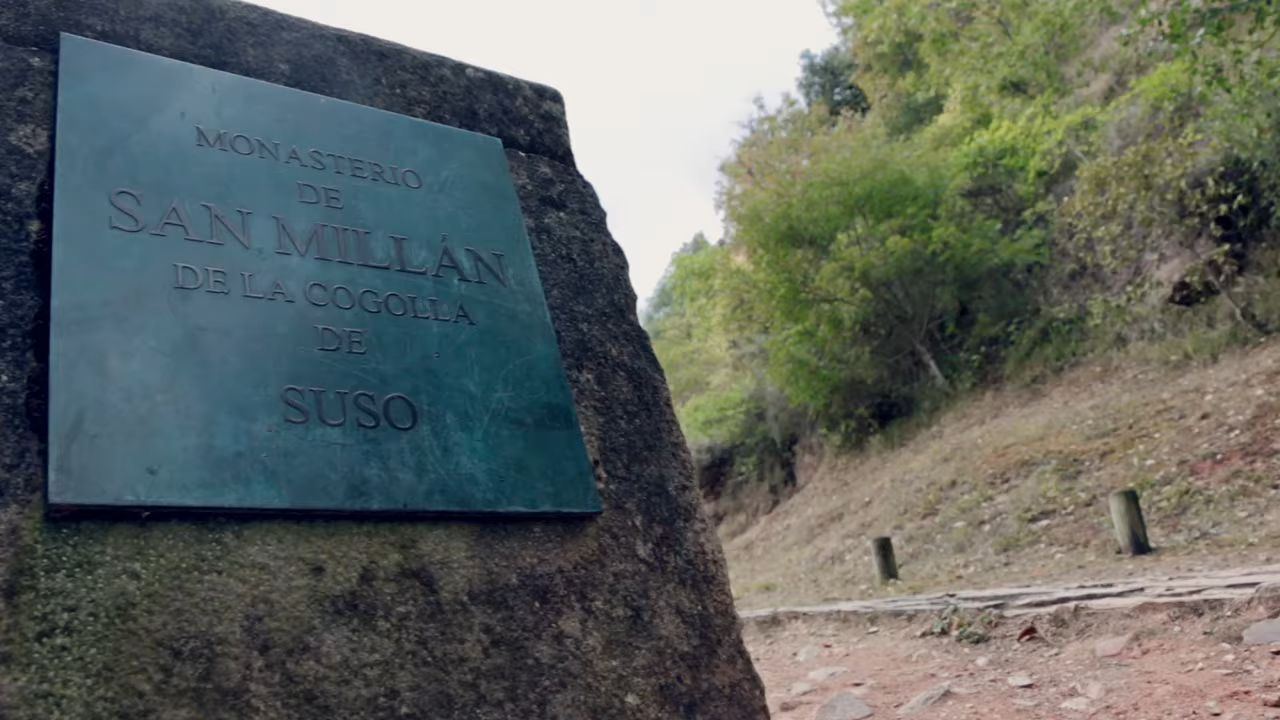 MONASTERIO
DE
SAN MILLÁN
DE LA COGOLLA
DE
SUSO